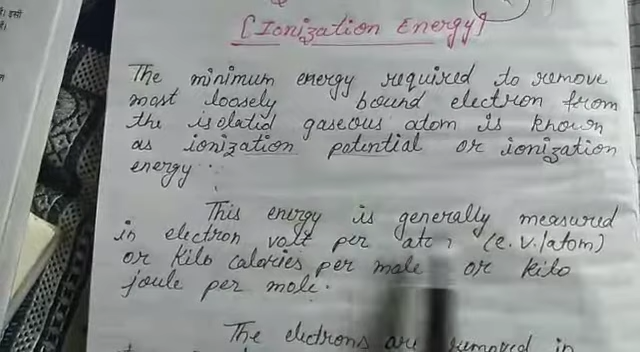 [Ionization Energy]
The minimum energy required to remove
most loosely bound electron from
the isolated gaseous atom is known
as ionization potential or ionization
energy.
This energy is generally measured
in electron volt per (e.v./atom)
or Kilo calories per mole or kilo
joule per mole.
The electrons are removed in